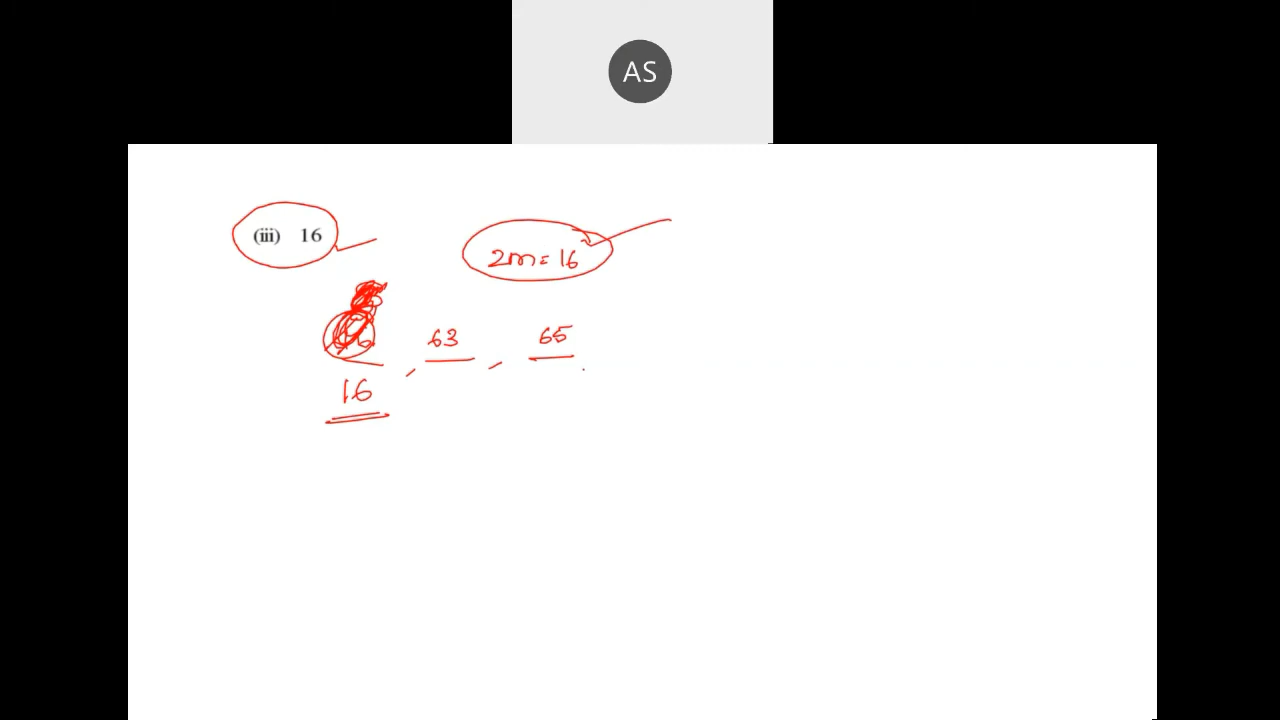 AS
(iii) 16
2m = 16
, 63 , 65
16